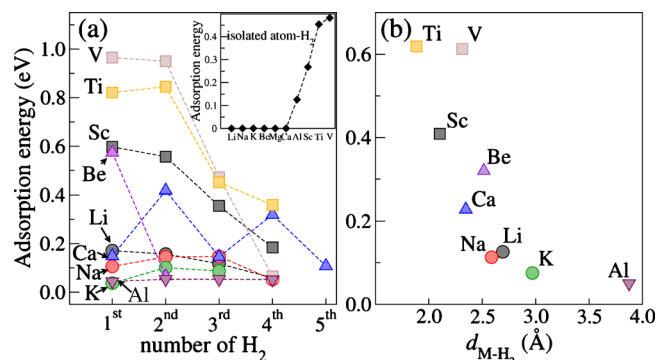 (a)
Adsorption energy (eV)
1.0
0.8
0.6
0.4
0.2
0.0
V
Ti
Sc
Be
Li
Ca
Na
K
Al
1st 2nd 3rd 4th 5th
number of H2
Adsorption energy
0.4
0.3
0.2
0.1
0
isolated atom-H2
Li Na K Be Mg Ca Al Sc Ti V
(b)
0.6
0.4
0.2
0.0
Ti
V
Sc
Be
Ca
Na
Li
K
Al
2.0 2.5 3.0 3.5 4.0
dM-H2 (Å)